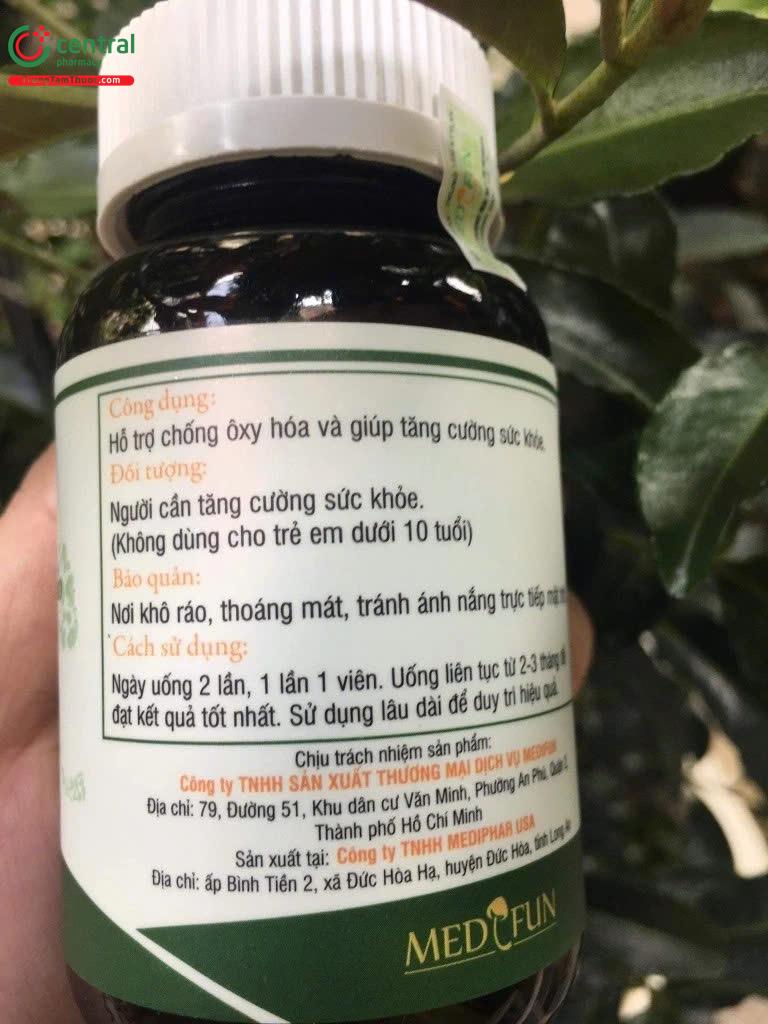 central
pharmacy
TrungTamThuoc.com
Công dụng:
Hỗ trợ chống ôxy hóa và giúp tăng cường sức khỏe.
Đối tượng:
Người cần tăng cường sức khỏe.
(Không dùng cho trẻ em dưới 10 tuổi)
Bảo quản:
Nơi khô ráo, thoáng mát, tránh ánh nắng trực tiếp mặt
Cách sử dụng:
Ngày uống 2 lần, 1 lần 1 viên. Uống liên tục từ 2-3 tháng để
đạt kết quả tốt nhất. Sử dụng lâu dài để duy trì hiệu quả.
Chịu trách nhiệm sản phẩm:
Công ty TNHH SẢN XUẤT THƯƠNG MẠI DỊCH VỤ MEDIFUN
Địa chỉ: 79, Đường 51, Khu dân cư Văn Minh, Phường An Phú, Quận
Thành phố Hồ Chí Minh
Sản xuất tại: Công ty TNHH MEDIPHAR USA
Địa chỉ: ấp Bình Tiền 2, xã Đức Hòa Hạ, huyện Đức Hòa, tỉnh Long An
MEDIFUN